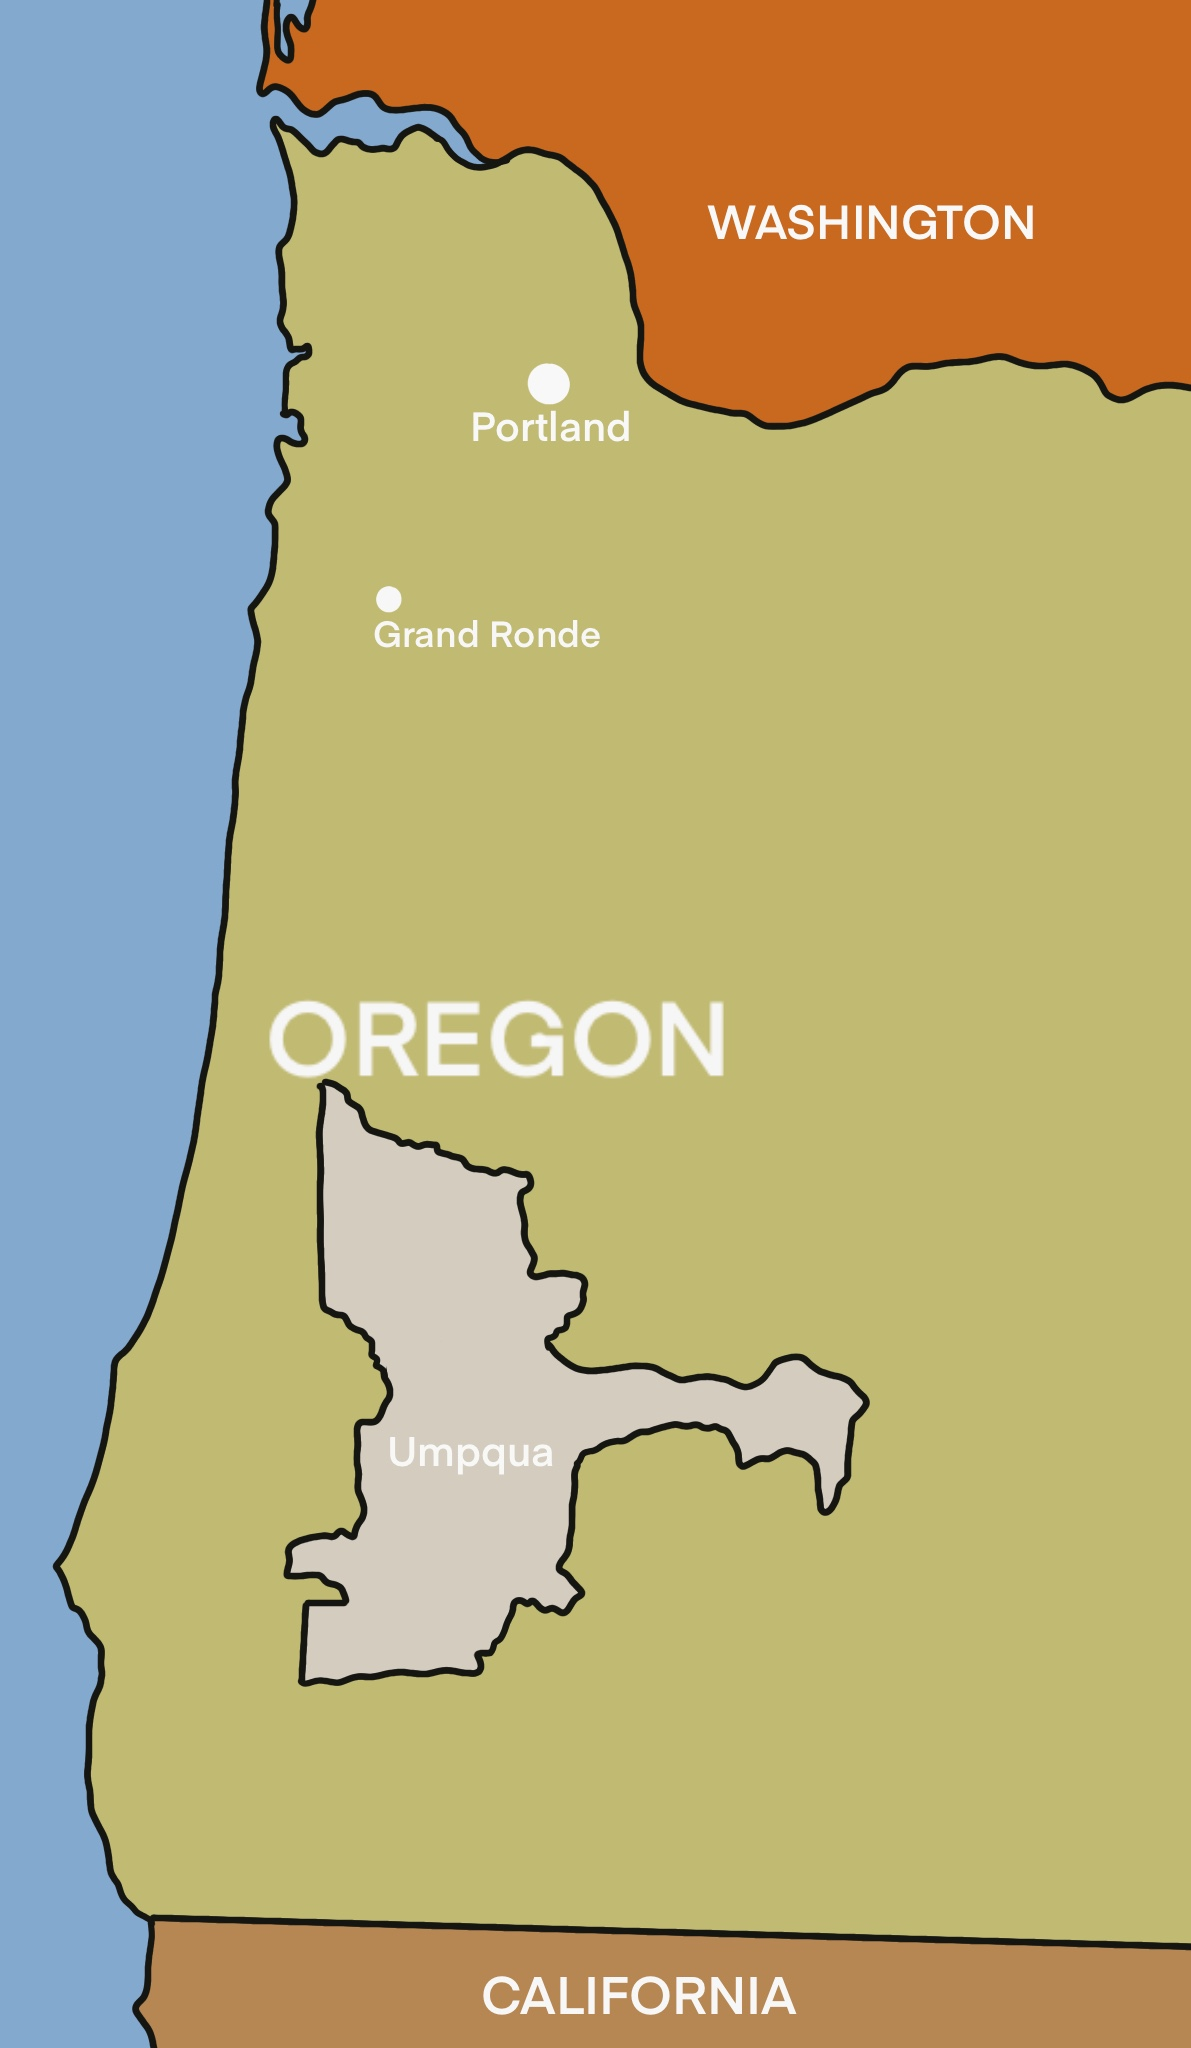 WASHINGTON
Portland
Grand Ronde
OREGON
Umpqua
CALIFORNIA